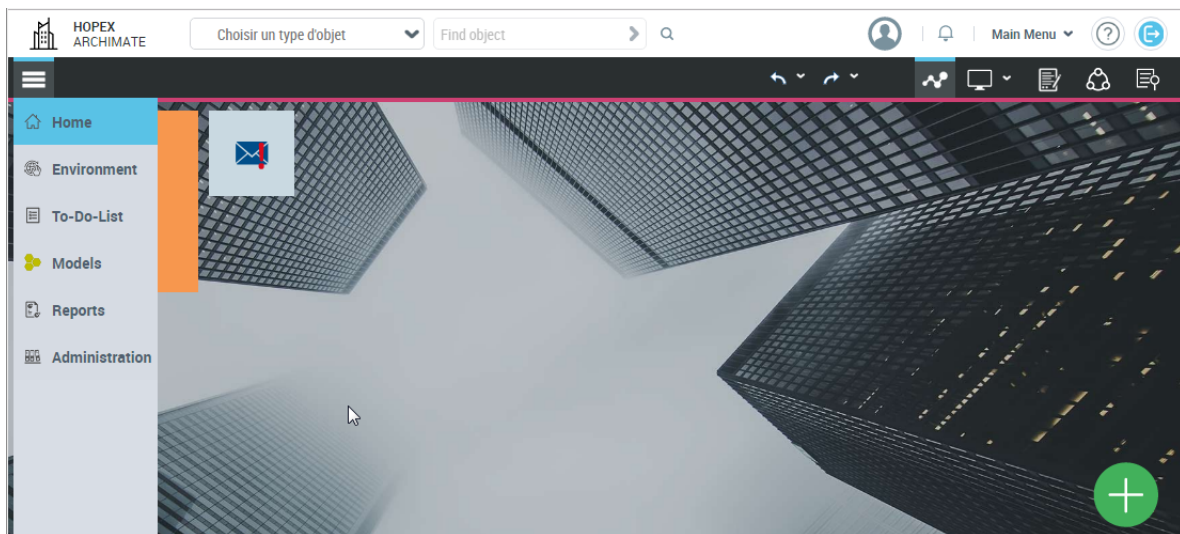 HOPEX
ARCHIMATE
Choisir un type d'objet
Find object
Main Menu
Home
Environment
To-Do-List
Models
Reports
Administration